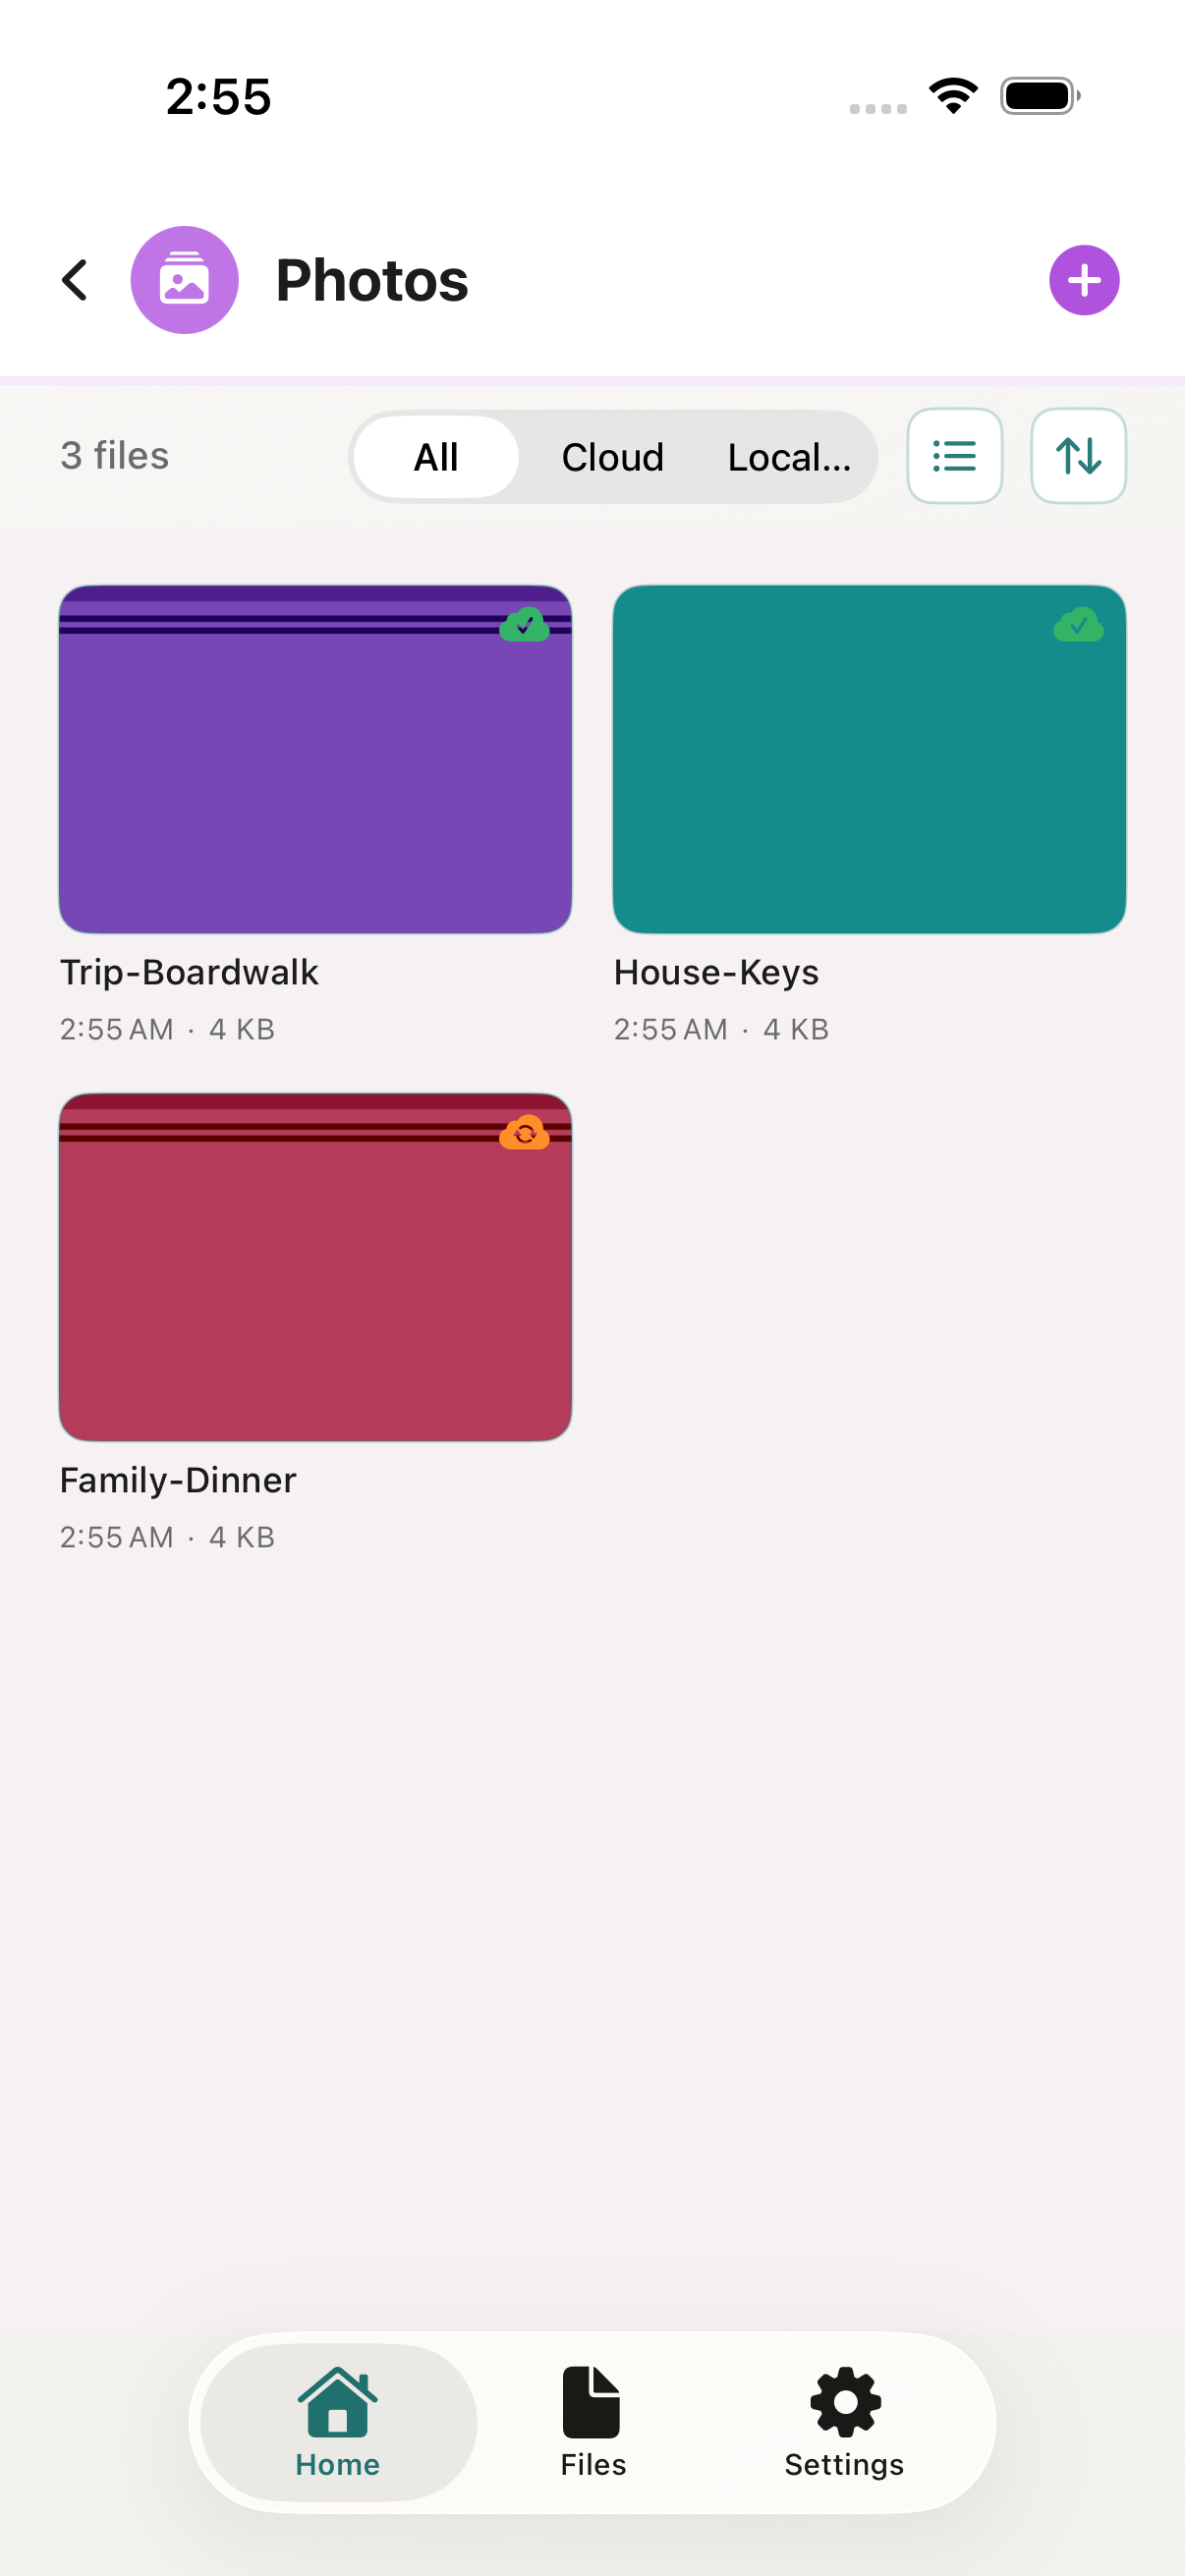 2:55
Photos
3 files
All
Cloud
Local...
Trip-Boardwalk
2:55 AM · 4 KB
House-Keys
2:55 AM · 4 KB
Family-Dinner
2:55 AM · 4 KB
Home
Files
Settings